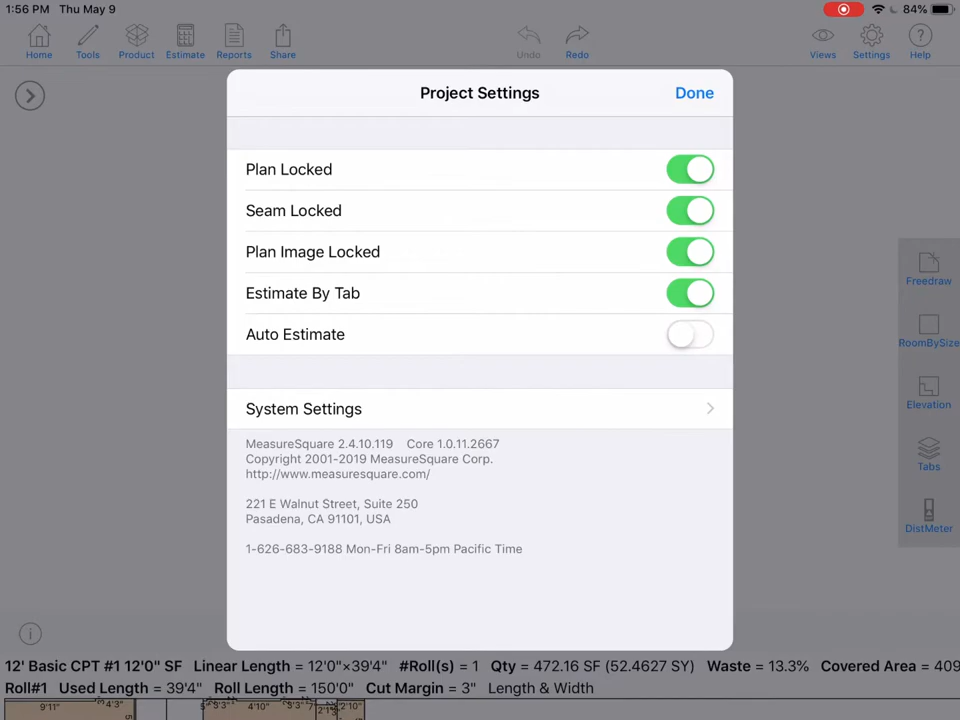 1:56 PM Thu May 9
84%
Home Tools Product Estimate Reports Share Undo Redo Views Settings Help
Project Settings Done
Plan Locked
Seam Locked
Plan Image Locked
Estimate By Tab
Auto Estimate
System Settings
MeasureSquare 2.4.10.119 Core 1.0.11.2667
Copyright 2001-2019 MeasureSquare Corp.
http://www.measuresquare.com/
221 E Walnut Street, Suite 250
Pasadena, CA 91101, USA
1-626-683-9188 Mon-Fri 8am-5pm Pacific Time
Freedraw
RoomBySize
Elevation
Tabs
DistMeter
12' Basic CPT #1 12'0" SF Linear Length = 12'0"×39'4" #Roll(s) = 1 Qty = 472.16 SF (52.4627 SY) Waste = 13.3% Covered Area = 409
Roll#1 Used Length = 39'4" Roll Length = 150'0" Cut Margin = 3" Length & Width
9'11" 4'3" 4'10" 2'10"